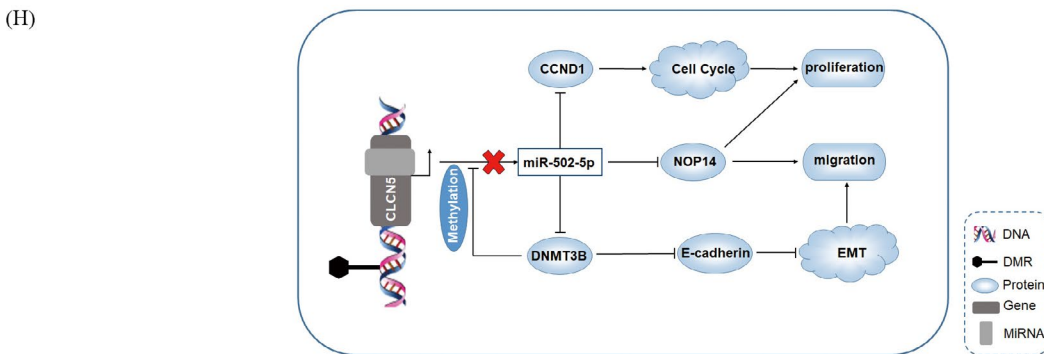 (H)
CCND1
Cell Cycle
proliferation
CLCN5
Methylation
miR-502-5p
NOP14
migration
DNMT3B
E-cadherin
EMT
DNA
DMR
Protein
Gene
MiRNA